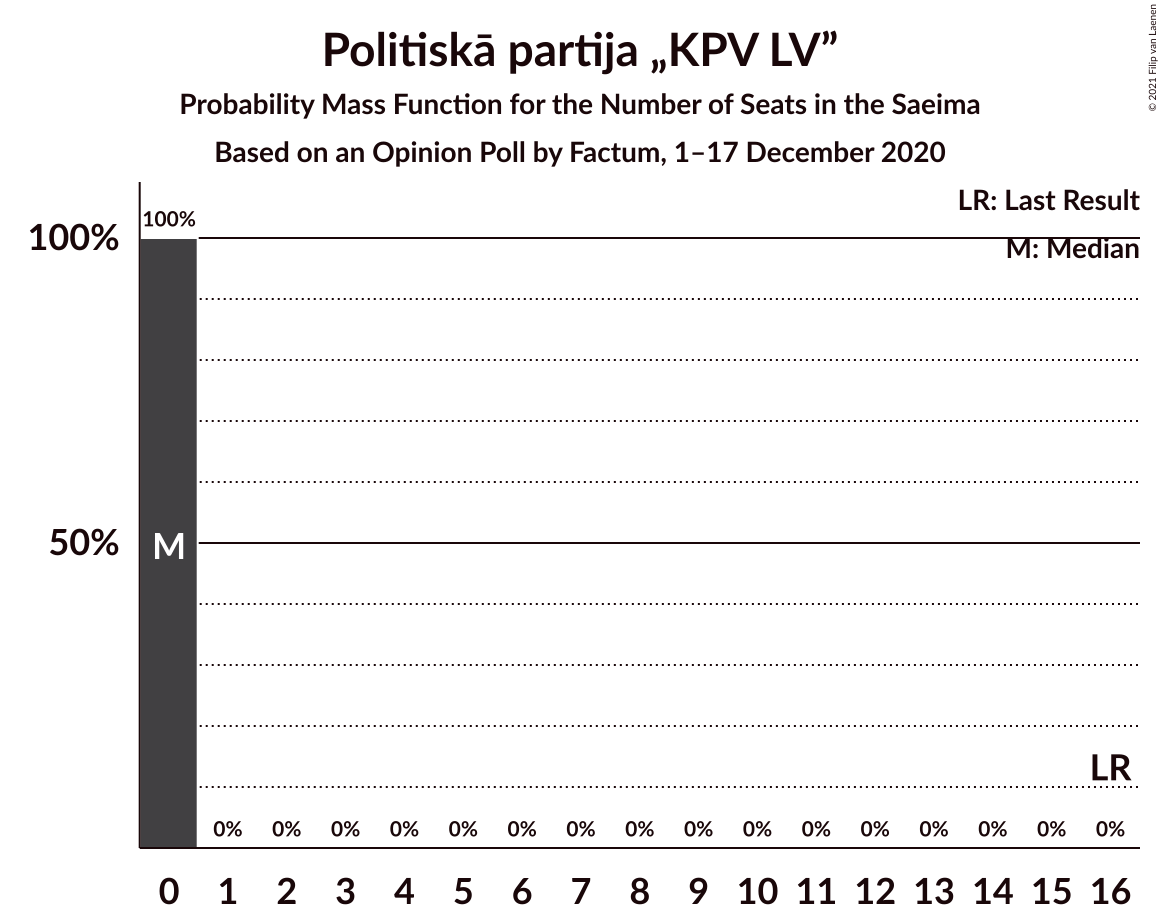 Politiskā partija „KPV LV”
Probability Mass Function for the Number of Seats in the Saeima
Based on an Opinion Poll by Factum, 1–17 December 2020
© 2021 Filip van Laenen
LR: Last Result
M: Median
100%
100%
50%
M
LR
0% 0% 0% 0% 0% 0% 0% 0% 0% 0% 0% 0% 0% 0% 0% 0%
0 1 2 3 4 5 6 7 8 9 10 11 12 13 14 15 16